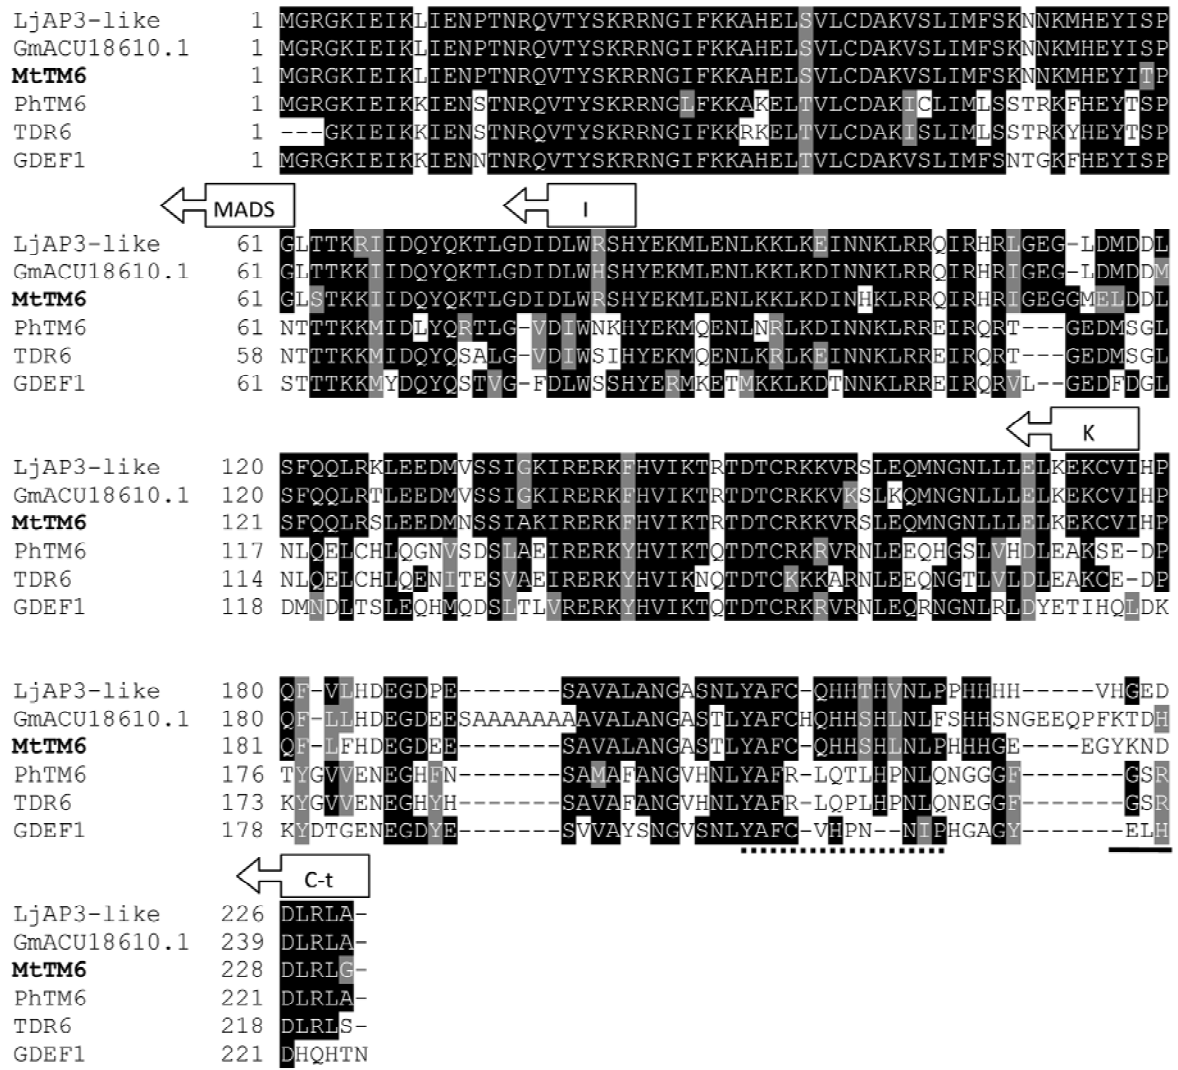 LjAP3-like 1 MGRGKIEIKLIENPTNRQVTYSKRRNGIFKKAHELSVLCDAKVSLIMFSKNNKMHEYISP
GmACU18610.1 1 MGRGKIEIKLIENPTNRQVTYSKRRNGIFKKAHELSVLCDAKVSLIMFSKNNKMHEYISP
MtTM6 1 MGRGKIEIKLIENPTNRQVTYSKRRNGIFKKAHELSVLCDAKVSLIMFSKNNKMHEYITP
PhTM6 1 MGRGKIEIKKIENSTNRQVTYSKRRNGLFKKAKELTVLCDAKICLIMLSSTRKFHEYTSP
TDR6 1 ---GKIEIKKIENSTNRQVTYSKRRNGIFKKRKELTVLCDAKISLIMLSSTRKYHEYTSP
GDEF1 1 MGRGKIEIKKIENNTNRQVTYSKRRNGIFKKAHELTVLCDAKVSLIMFSNTGKFHEYISP
MADS I
LjAP3-like 61 GLTTKRIIDQYQKTLGDIDLWRSHYEKMLENLKKLKEINNKLRRQIRHRLGEG-LDMDDL
GmACU18610.1 61 GLTTKKIIDQYQKTLGDIDLWHSHYEKMLENLKKLKDINNKLRRQIRHRIGEG-LDMDDM
MtTM6 61 GLSTKKIIDQYQKTLGDIDLWRSHYEKMLENLKKLKDINHKLRRQIRHRIGEGGMELDDL
PhTM6 61 NTTTKKMIDLYQRTLG-VDIWNKHYEKMQENLNRLKDINNKLRREIRQRT---GEDMSGL
TDR6 58 NTTTKKMIDQYQSALG-VDIWSIHYEKMQENLKRLKEINNKLRREIRQRT---GEDMSGL
GDEF1 61 STTTKKMYDQYQSTVG-FDLWSSHYERMKETMKKLKDTNNKLRREIRQRVL--GEDFDGL
K
LjAP3-like 120 SFQQLRKLEEDMVSSIGKIRERKFHVIKTRTDTCRKKVRSLEQMNGNLLLELKEKCVIHP
GmACU18610.1 120 SFQQLRTLEEDMVSSIGKIRERKFHVIKTRTDTCRKKVKSLKQMNGNLLLELKEKCVIHP
MtTM6 121 SFQQLRSLEEDMNSSIAKIRERKFHVIKTRTDTCRKKVRSLEQMNGNLLLELKEKCVIHP
PhTM6 117 NLQELCHLQGNVSDSLAEIRERKYHVIKTQTDTCRKRVRNLEEQHGSLVHDLEAKSE-DP
TDR6 114 NLQELCHLQENITESVAEIRERKYHVIKNQTDTCKKKARNLEEQNGTLVLDLEAKCE-DP
GDEF1 118 DMNDLTSLEQHMQDSLTLVRERKYHVIKTQTDTCRKRVRNLEQRNGNLRLDYETIHQLDK
LjAP3-like 180 QF-VLHDEGDPE-------SAVALANGASNLYAFC-QHHTHVNLPPHHHH-----VHGED
GmACU18610.1 180 QF-LLHDEGDEESAAAAAAAAVALANGASTLYAFCHQHHSHLNLFSHHSNGEEQPFKTDH
MtTM6 181 QF-LFHDEGDEE-------SAVALANGASTLYAFC-QHHSHLNLPHHHGE----EGYKND
PhTM6 176 TYGVVENEGHFN-------SAMAFANGVHNLYAFR-LQTLHPNLQNGGGF-------GSR
TDR6 173 KYGVVENEGHYH-------SAVAFANGVHNLYAFR-LQPLHPNLQNEGGF-------GSR
GDEF1 178 KYDTGENEGDYE-------SVVAYSNGVSNLYAFC-VHPN--NIPHGAGY-------ELH
C-t
LjAP3-like 226 DLRLA-
GmACU18610.1 239 DLRLA-
MtTM6 228 DLRLG-
PhTM6 221 DLRLA-
TDR6 218 DLRLS-
GDEF1 221 DHQHTN